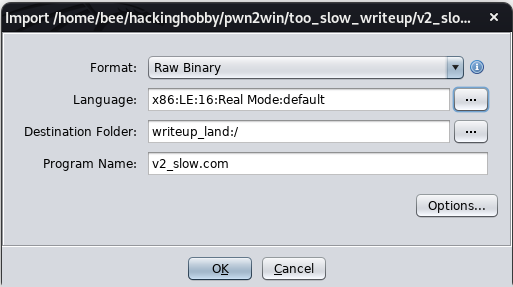 Import /home/bee/hackinghobby/pwn2win/too_slow_writeup/v2_slo...
Format: Raw Binary
Language: x86:LE:16:Real Mode:default ...
Destination Folder: writeup_land:/ ...
Program Name: v2_slow.com
Options...
OK Cancel